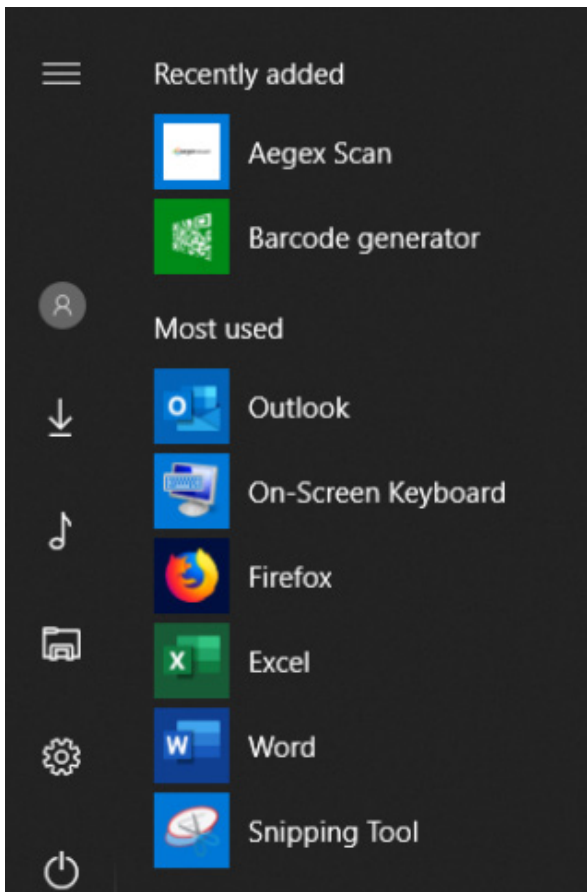 Recently added
Aegex Scan
Barcode generator
Most used
Outlook
On-Screen Keyboard
Firefox
Excel
Word
Snipping Tool